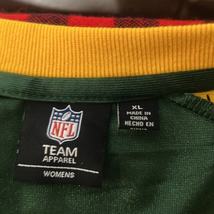 NFL
TEAM
APPAREL
WOMENS
XL
MADE IN
CHINA
HECHO EN